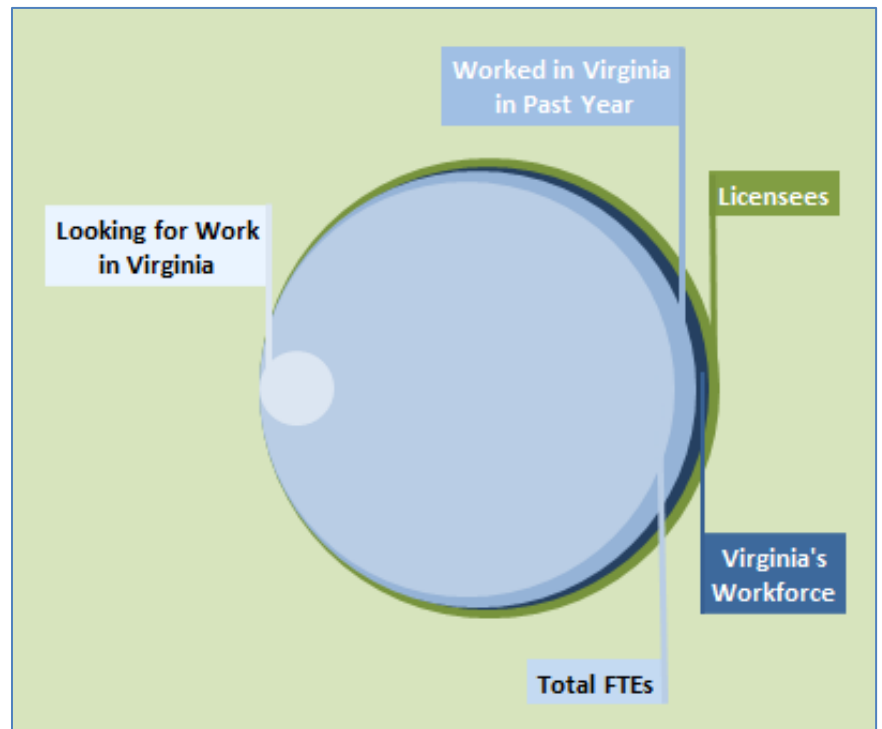 Worked in Virginia
in Past Year
Licensees
Looking for Work
in Virginia
Virginia's
Workforce
Total FTEs